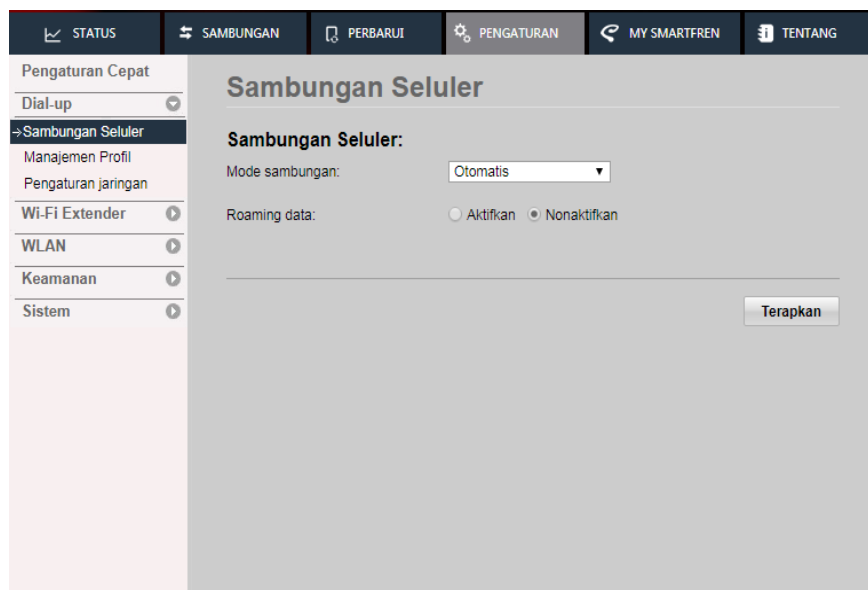 STATUS SAMBUNGAN PERBARUI PENGATURAN MY SMARTFREN TENTANG
Pengaturan Cepat
Dial-up
Sambungan Seluler
Manajemen Profil
Pengaturan jaringan
Wi-Fi Extender
WLAN
Keamanan
Sistem
Sambungan Seluler
Sambungan Seluler:
Mode sambungan: Otomatis
Roaming data: Aktifkan Nonaktifkan
Terapkan